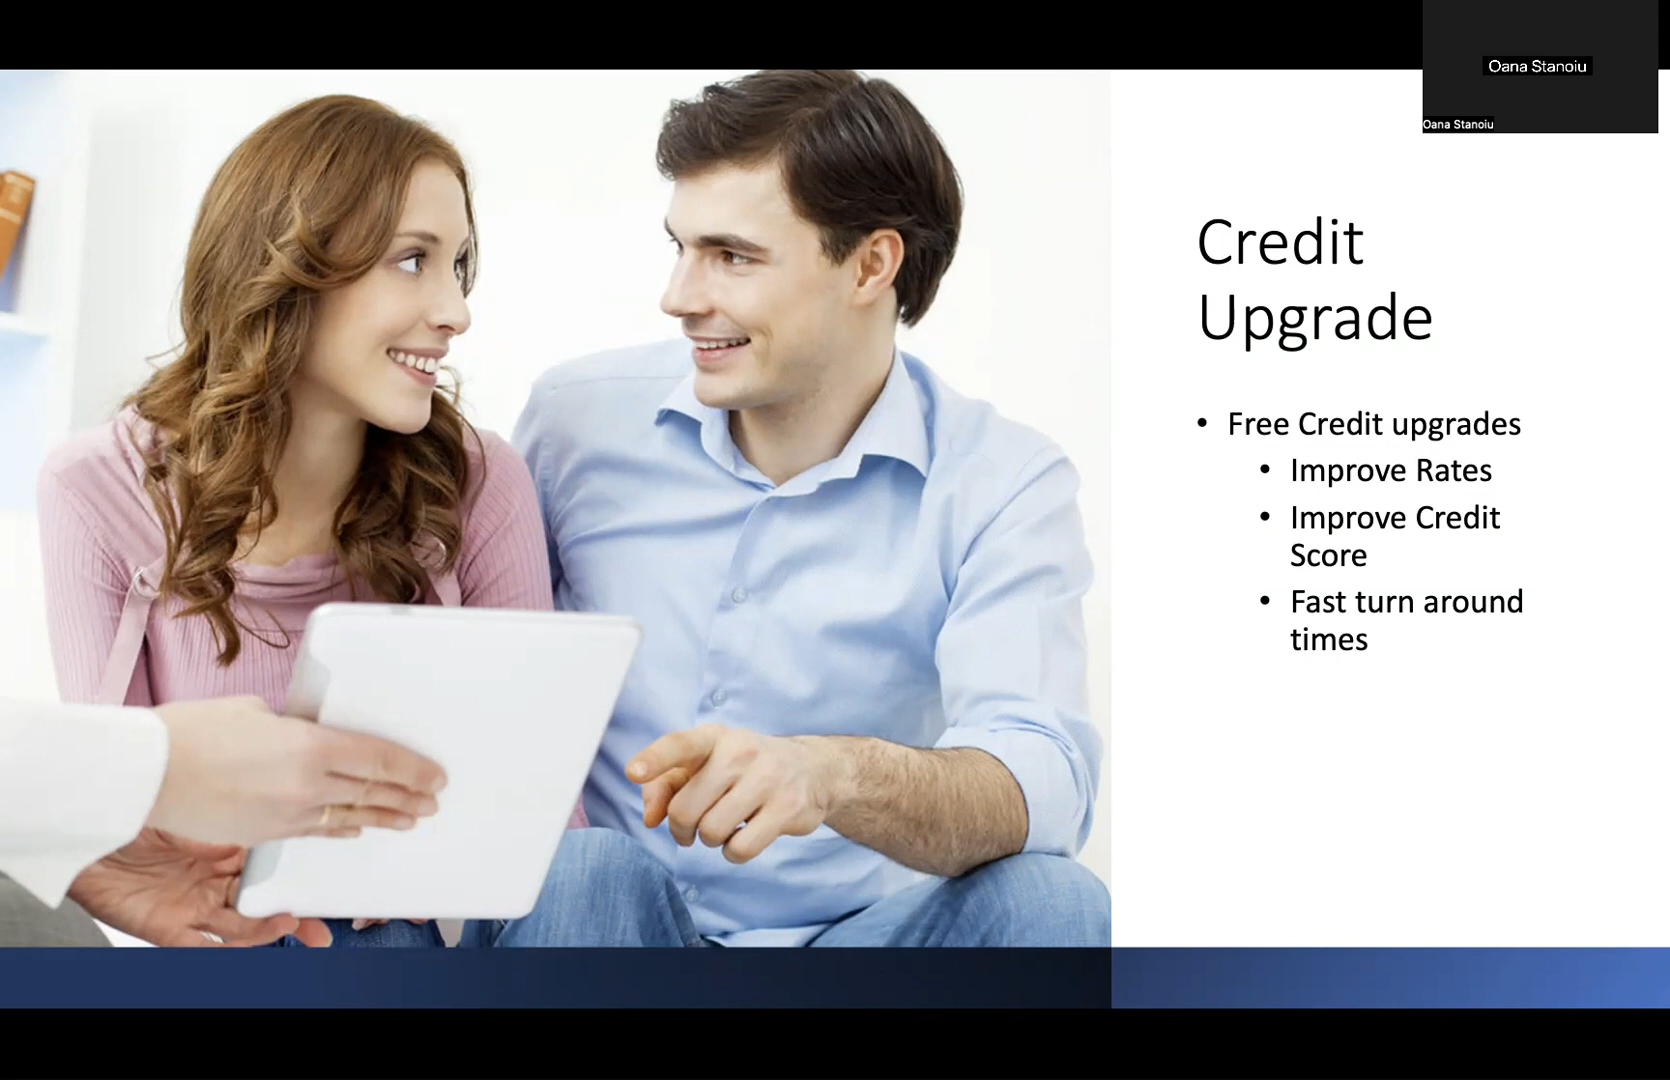 Oana Stanoiu
Oana Stanoiu
Credit
Upgrade
• Free Credit upgrades
• Improve Rates
• Improve Credit
Score
• Fast turn around
times